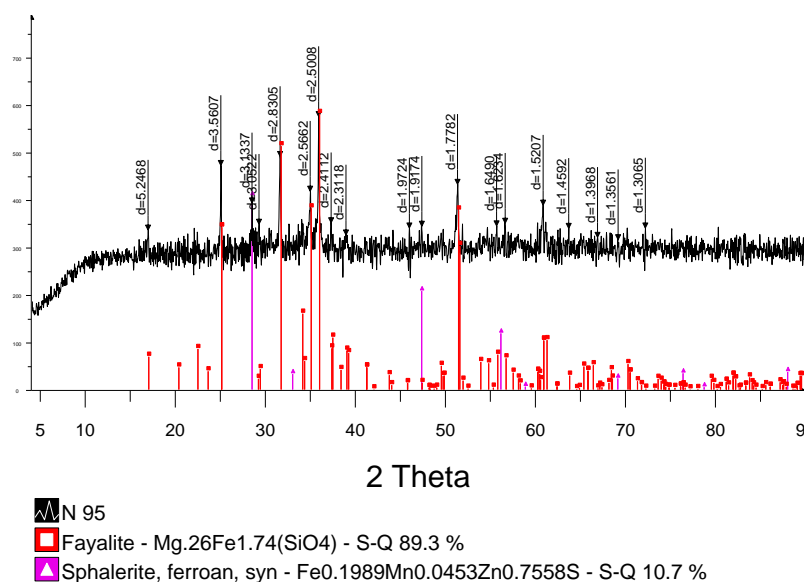 700
600
500
400
300
200
100
0
d=5.2468
d=3.5607
d=3.1337
d=3.0522
d=2.8305
d=2.5662
d=2.5008
d=2.4112
d=2.3118
d=1.9724
d=1.9174
d=1.7782
d=1.6490
d=1.6234
d=1.5207
d=1.4592
d=1.3968
d=1.3561
d=1.3065
5 10 20 30 40 50 60 70 80 9
2 Theta
N 95
Fayalite - Mg.26Fe1.74(SiO4) - S-Q 89.3 %
Sphalerite, ferroan, syn - Fe0.1989Mn0.0453Zn0.7558S - S-Q 10.7 %